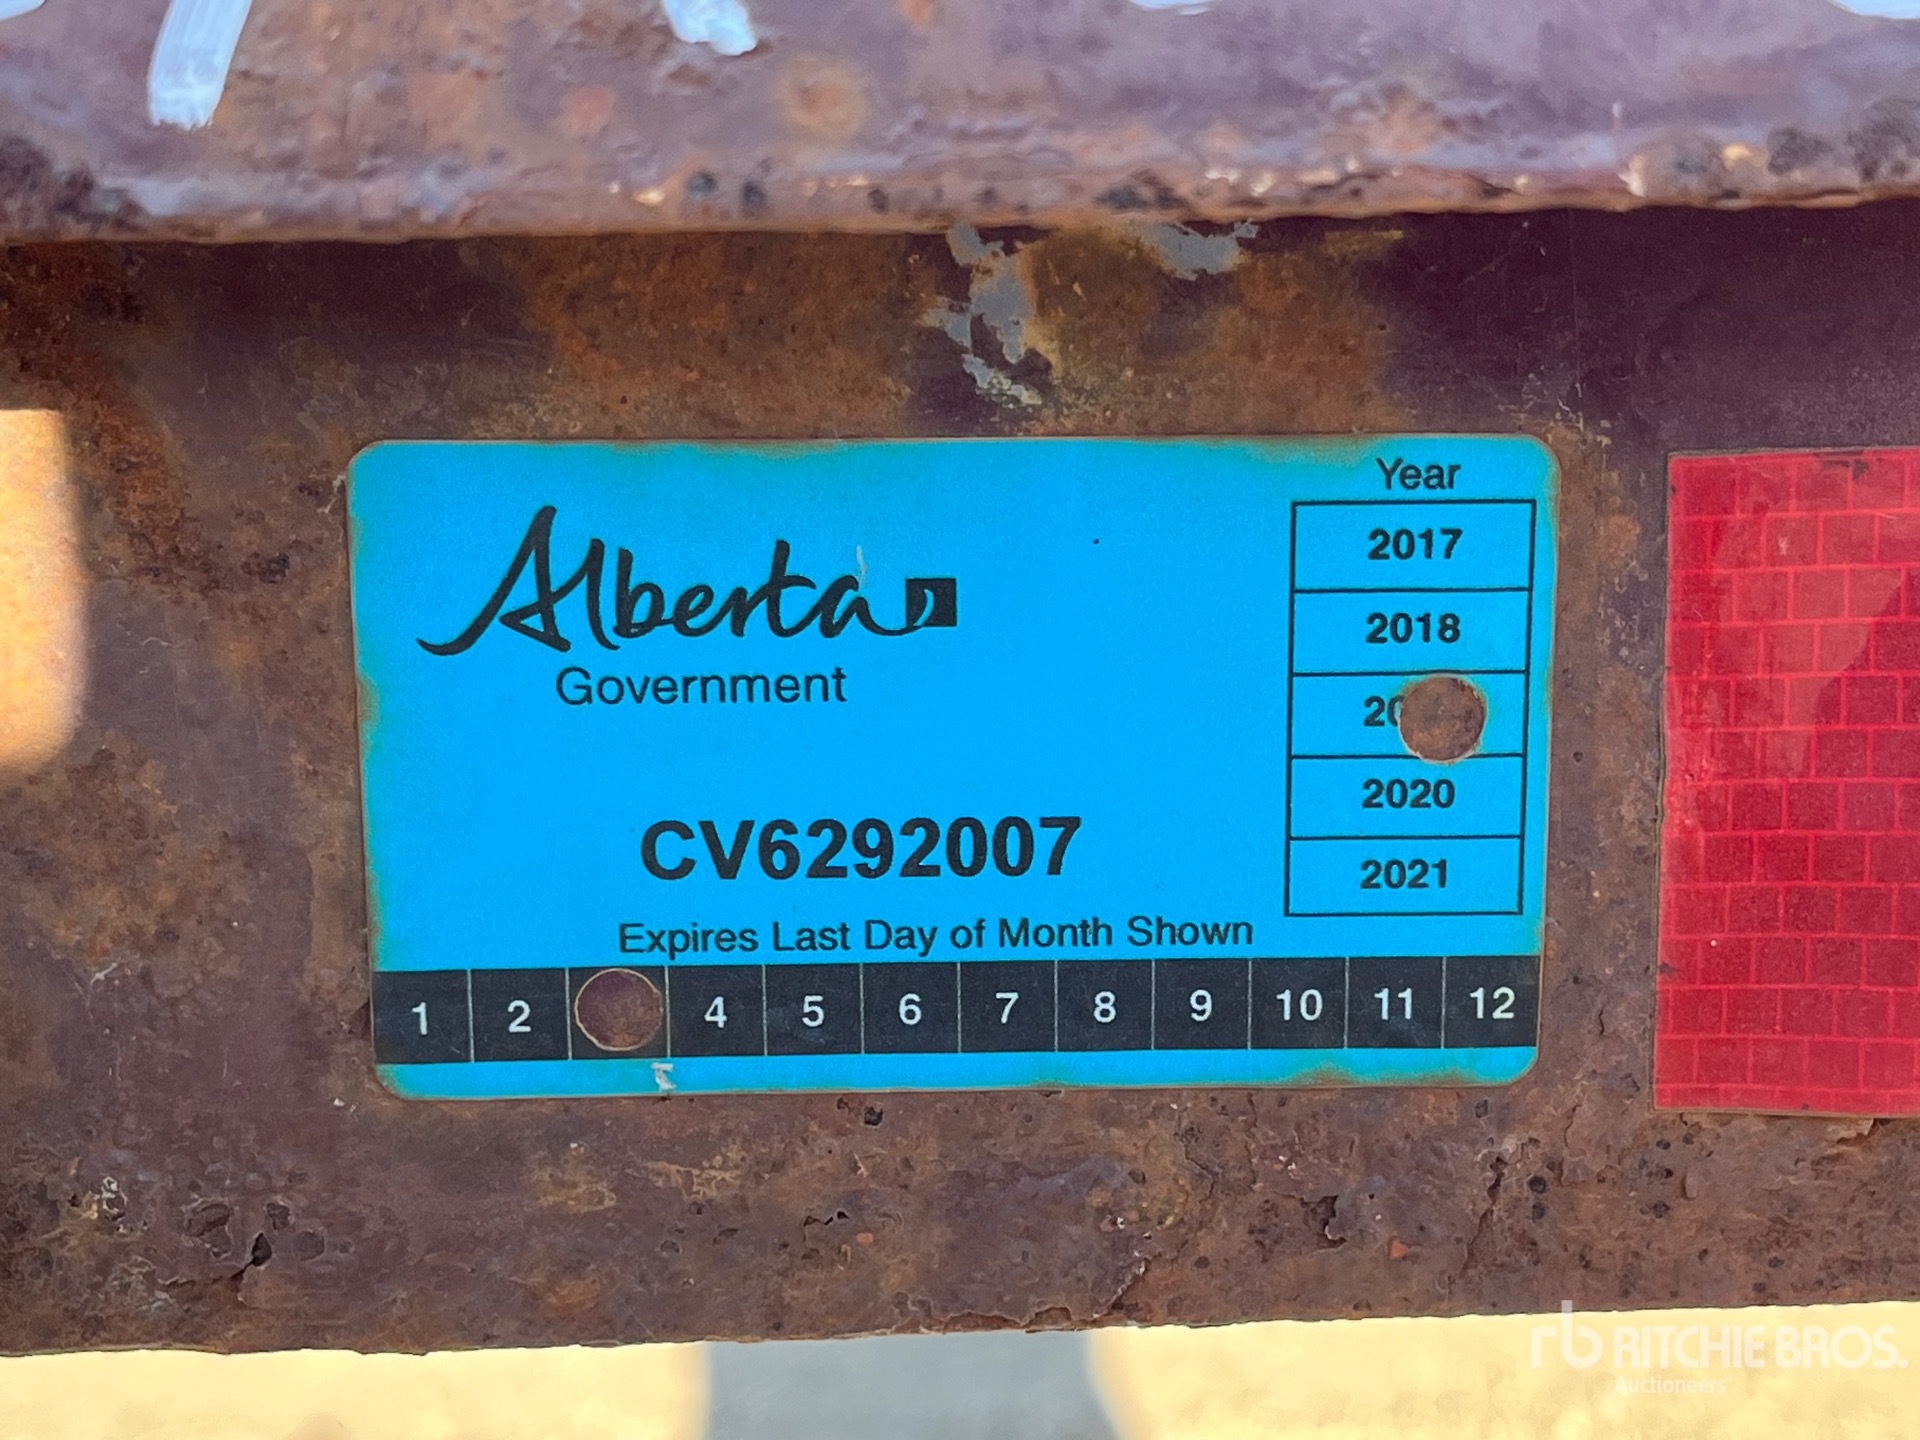 Alberta
Government
Year
2017
2018
20
2020
2021
CV6292007
Expires Last Day of Month Shown
1 2 4 5 6 7 8 9 10 11 12
rb RITCHIE BROS.
Auctioneers